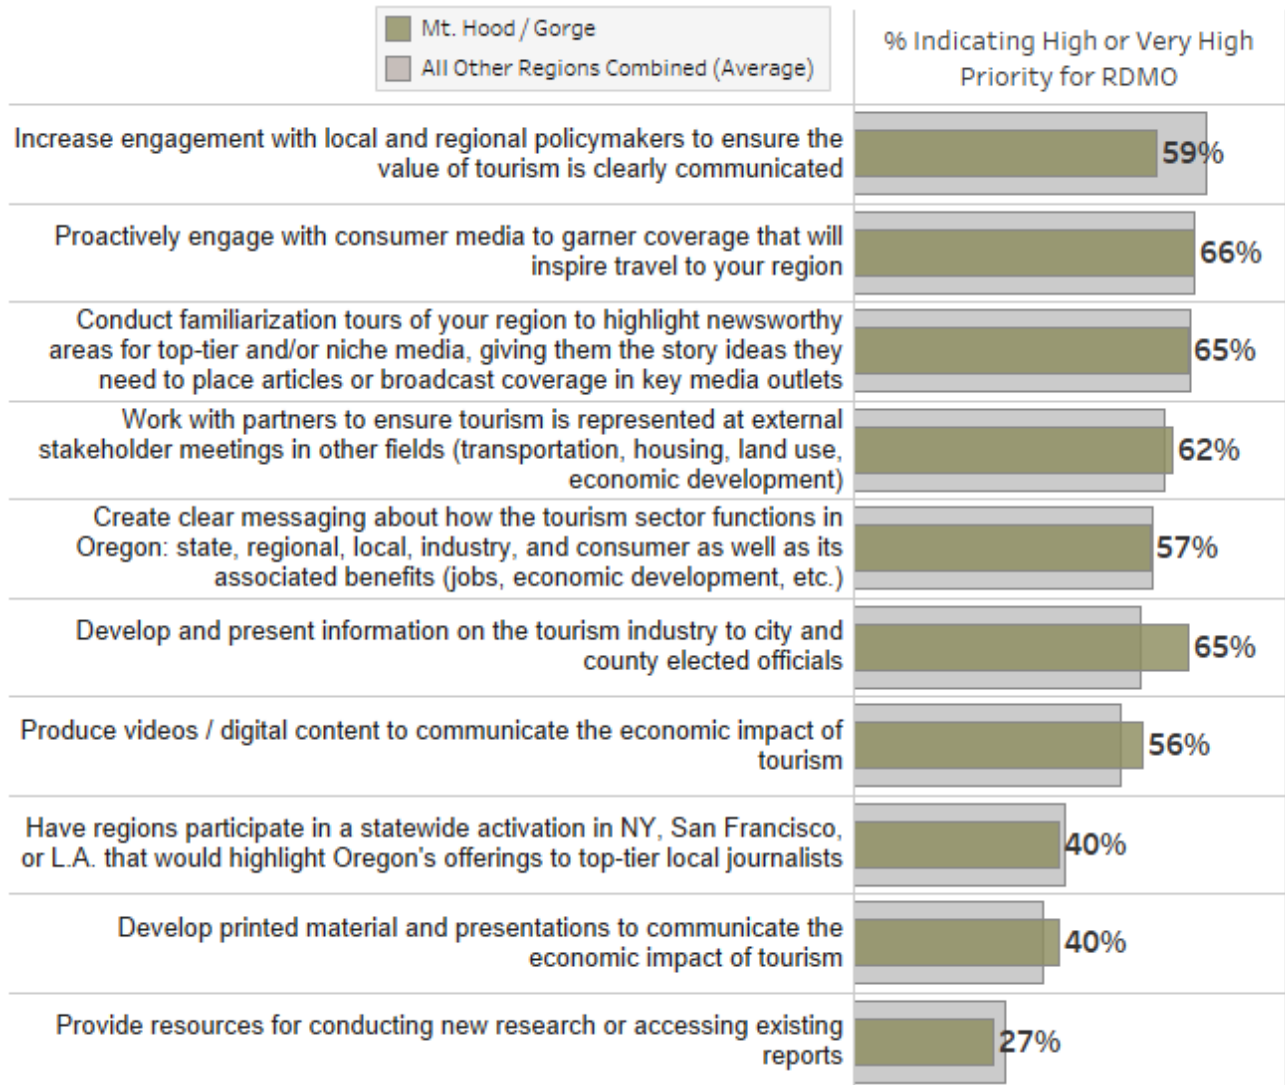 Mt. Hood / Gorge
All Other Regions Combined (Average)
% Indicating High or Very High
Priority for RDMO
Increase engagement with local and regional policymakers to ensure the
value of tourism is clearly communicated
59%
Proactively engage with consumer media to garner coverage that will
inspire travel to your region
66%
Conduct familiarization tours of your region to highlight newsworthy
areas for top-tier and/or niche media, giving them the story ideas they
need to place articles or broadcast coverage in key media outlets
65%
Work with partners to ensure tourism is represented at external
stakeholder meetings in other fields (transportation, housing, land use,
economic development)
62%
Create clear messaging about how the tourism sector functions in
Oregon: state, regional, local, industry, and consumer as well as its
associated benefits (jobs, economic development, etc.)
57%
Develop and present information on the tourism industry to city and
county elected officials
65%
Produce videos / digital content to communicate the economic impact of
tourism
56%
Have regions participate in a statewide activation in NY, San Francisco,
or L.A. that would highlight Oregon's offerings to top-tier local journalists
40%
Develop printed material and presentations to communicate the
economic impact of tourism
40%
Provide resources for conducting new research or accessing existing
reports
27%